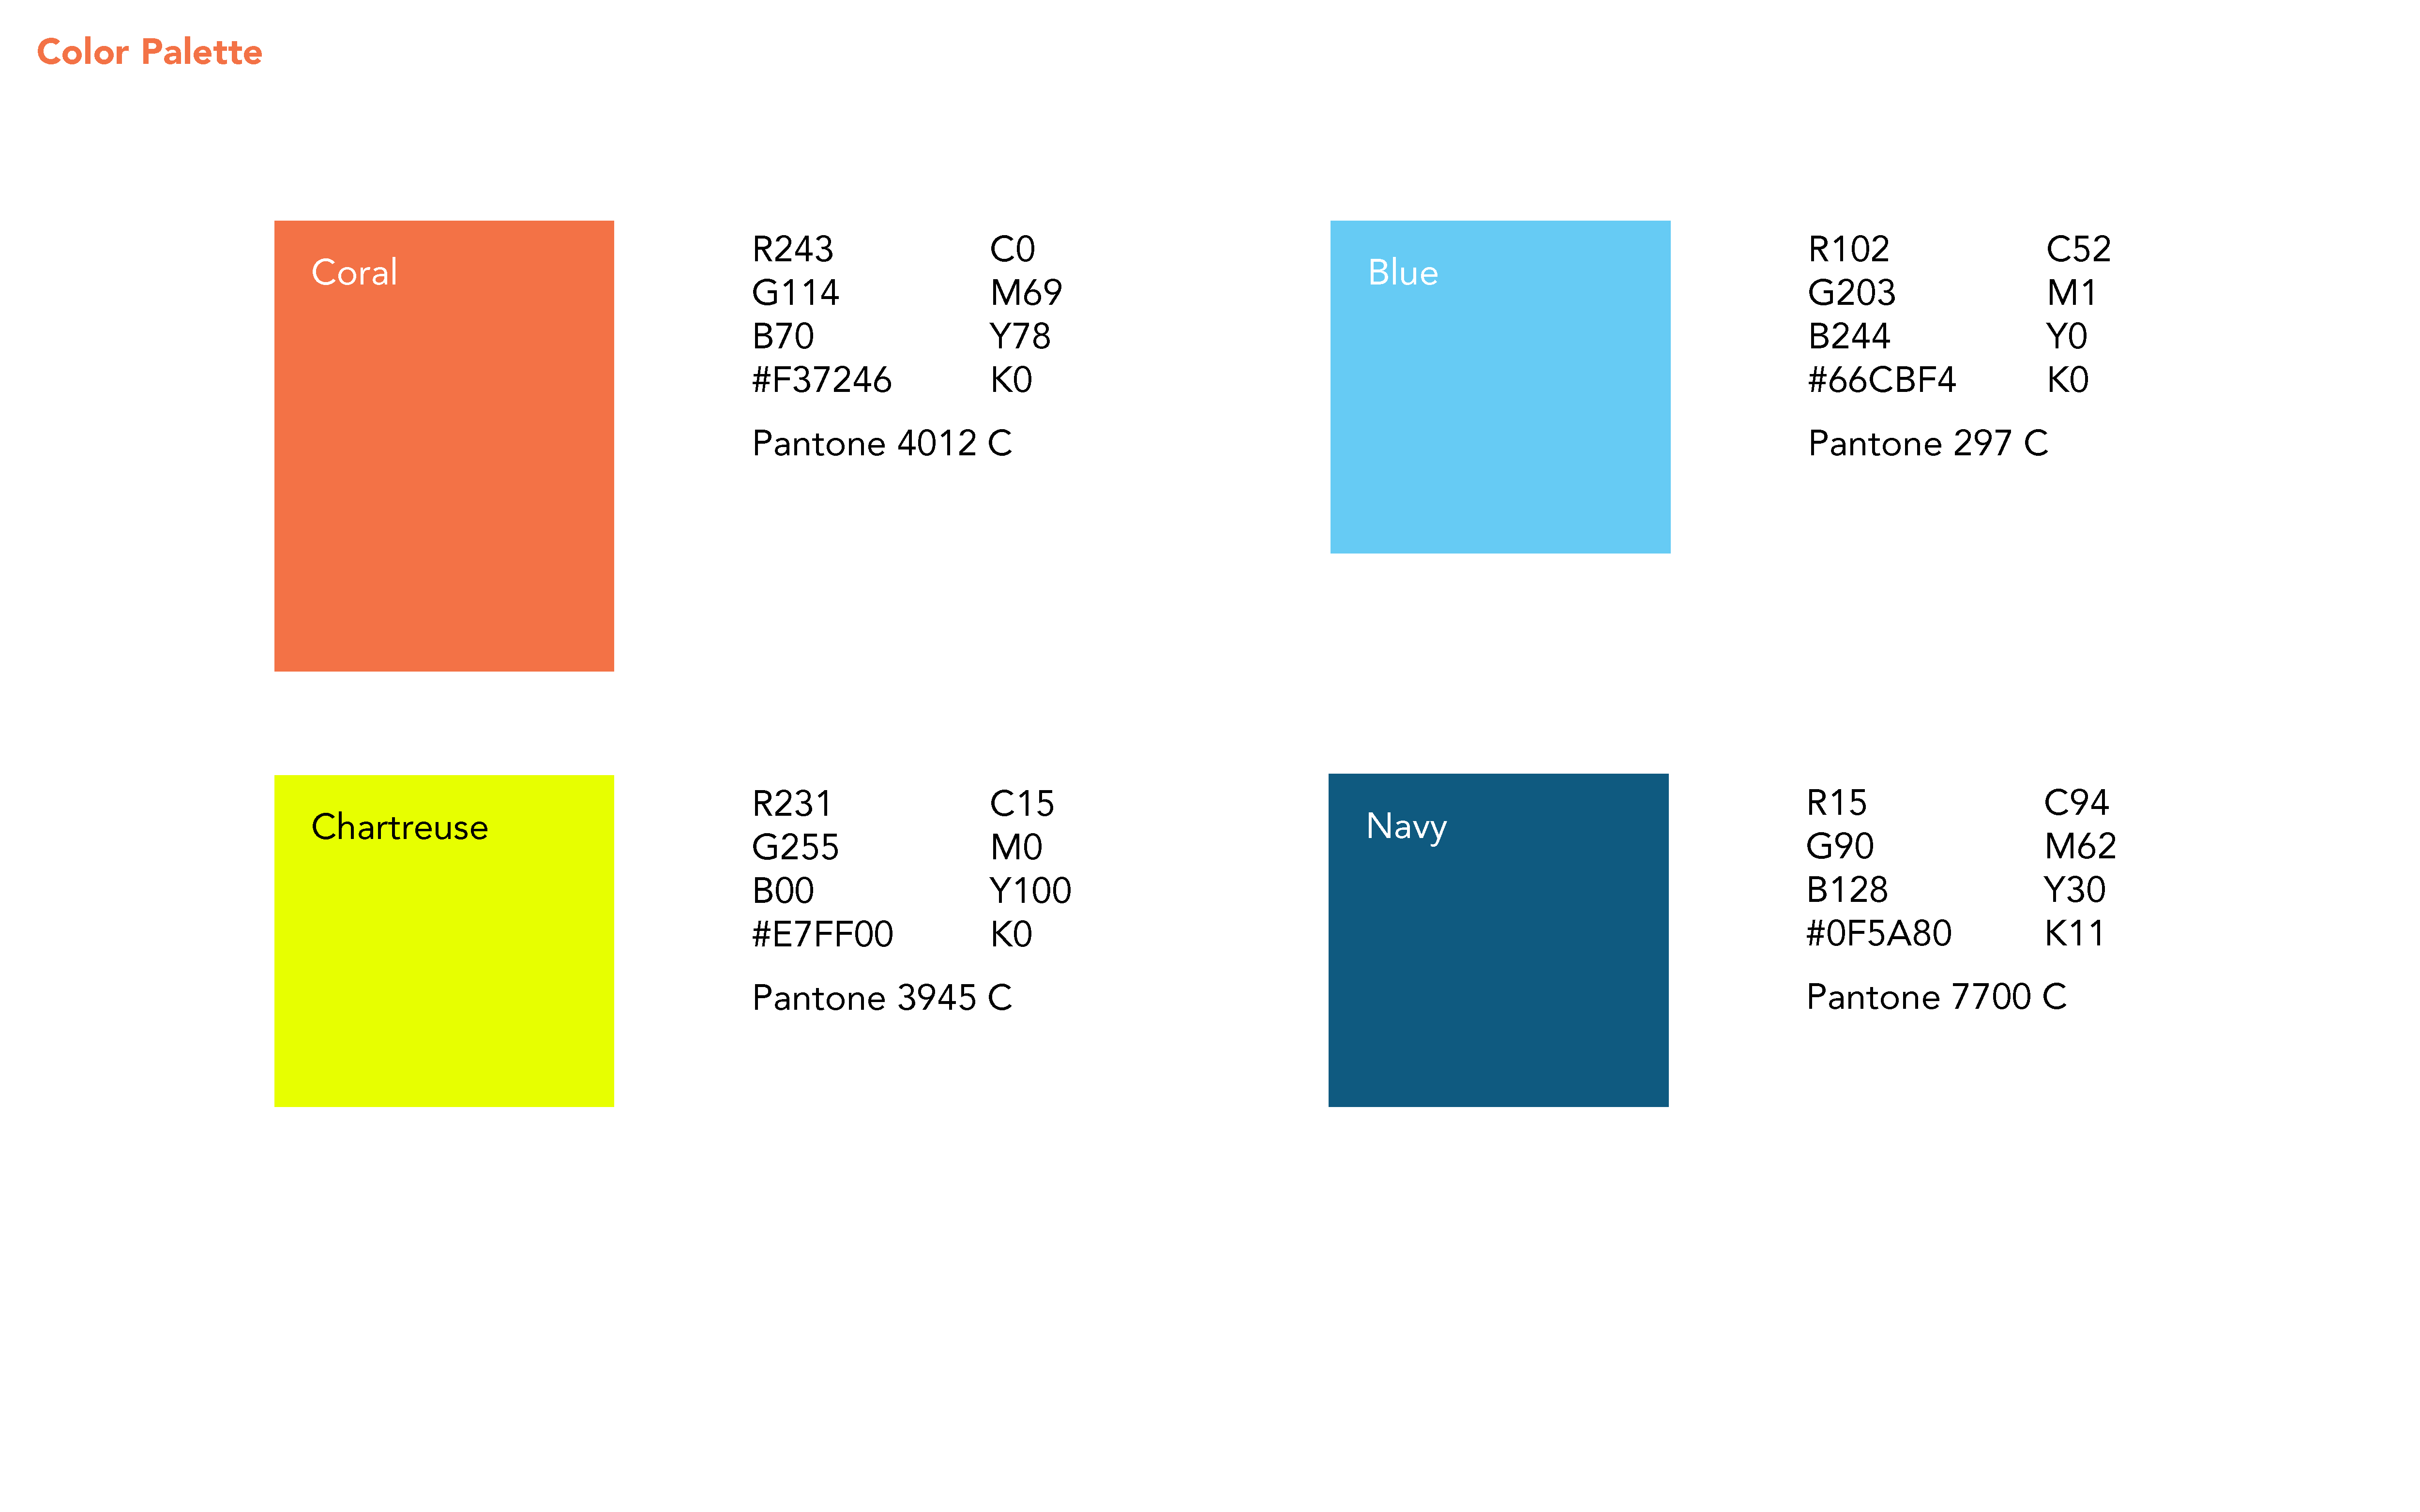 Color Palette
Coral
R243 C0
G114 M69
B70 Y78
#F37246 K0
Pantone 4012 C
Blue
R102 C52
G203 M1
B244 Y0
#66CBF4 K0
Pantone 297 C
Chartreuse
R231 C15
G255 M0
B00 Y100
#E7FF00 K0
Pantone 3945 C
Navy
R15 C94
G90 M62
B128 Y30
#0F5A80 K11
Pantone 7700 C